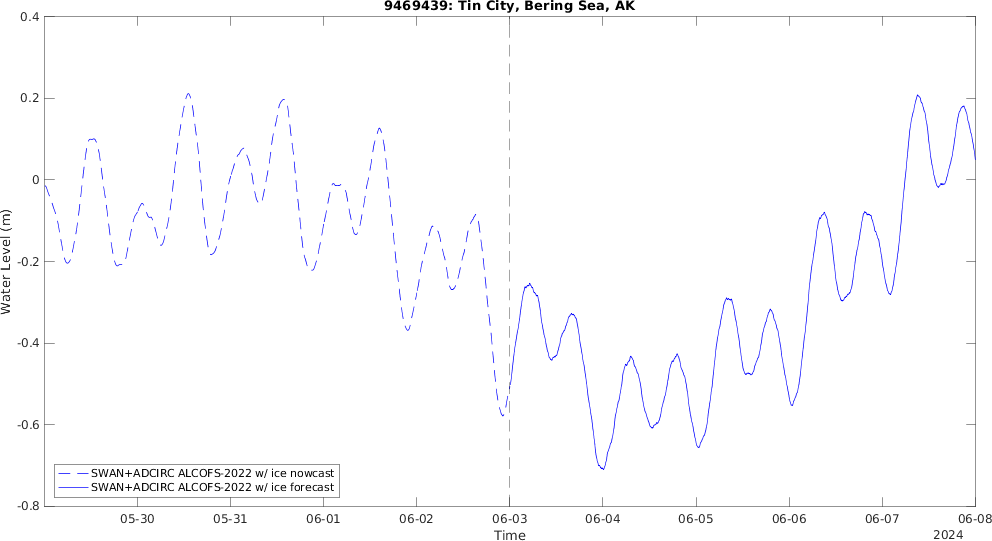 9469439: Tin City, Bering Sea, AK
0.4
0.2
0
-0.2
-0.4
-0.6
-0.8
Water Level (m)
SWAN+ADCIRC ALCOFS-2022 w/ ice nowcast
SWAN+ADCIRC ALCOFS-2022 w/ ice forecast
05-30 05-31 06-01 06-02 06-03 06-04 06-05 06-06 06-07 06-08
Time
2024